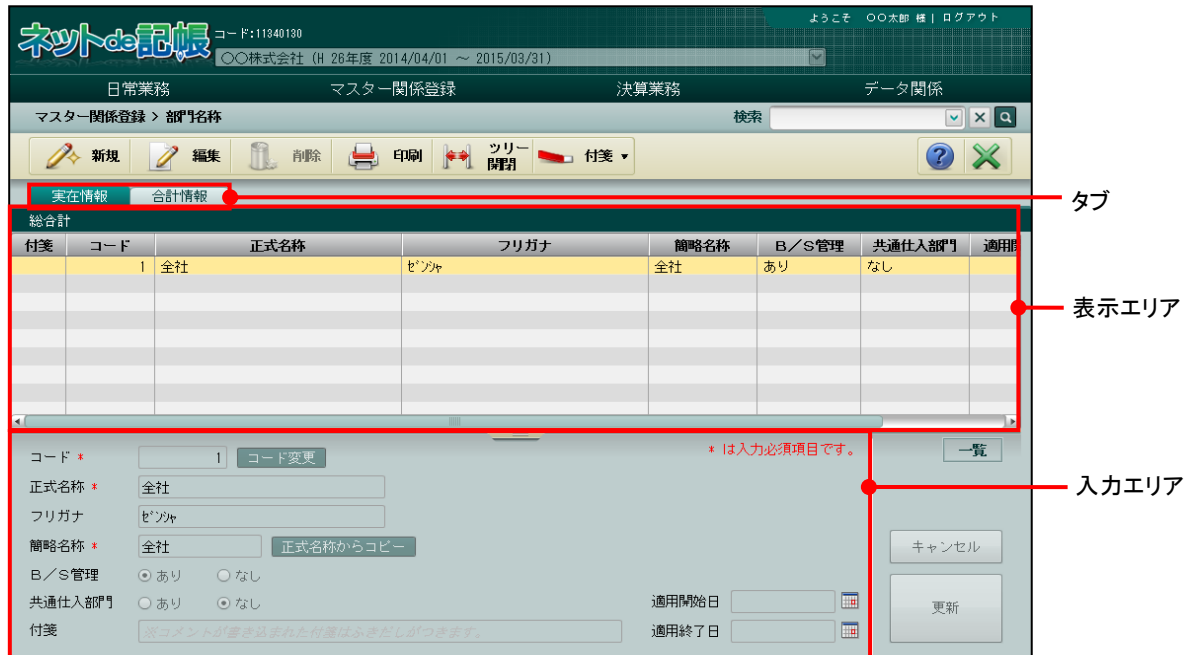 ようこそ ○○太郎 様 | ログアウト
ネットde記帳
コード:11340130
○○株式会社 (H 26年度 2014/04/01 ～ 2015/03/31)
日常業務 マスター関係登録 決算業務 データ関係
マスター関係登録 > 部門名称 検索
新規 編集 削除 印刷 ツリー開閉 付箋 ▼
実在情報 合計情報
タブ
総合計
付箋 コード 正式名称 フリガナ 簡略名称 B/S管理 共通仕入部門 適用開
1 全社 ゼンシャ 全社 あり なし
表示エリア
* は入力必須項目です。
一覧
コード * 1 コード変更
正式名称 * 全社
入力エリア
フリガナ ゼンシャ
簡略名称 * 全社 正式名称からコピー
キャンセル
B/S管理 あり なし
共通仕入部門 あり なし 適用開始日
更新
付箋 ※コメントが書き込まれた付箋はふきだしがつきます。 適用終了日